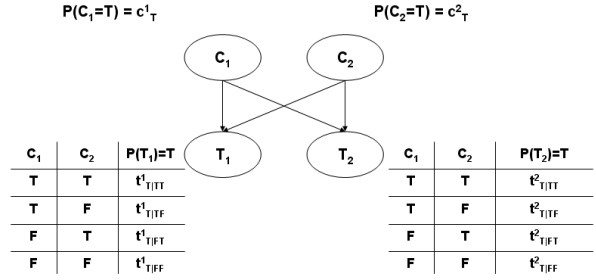 P(C₁=T) = c¹T P(C₂=T) = c²T
C₁ C₂
T₁ T₂
C₁ C₂ P(T₁)=T C₁ C₂ P(T₂)=T
T T t¹T|TT T T t²T|TT
T F t¹T|TF T F t²T|TF
F T t¹T|FT F T t²T|FT
F F t¹T|FF F F t²T|FF